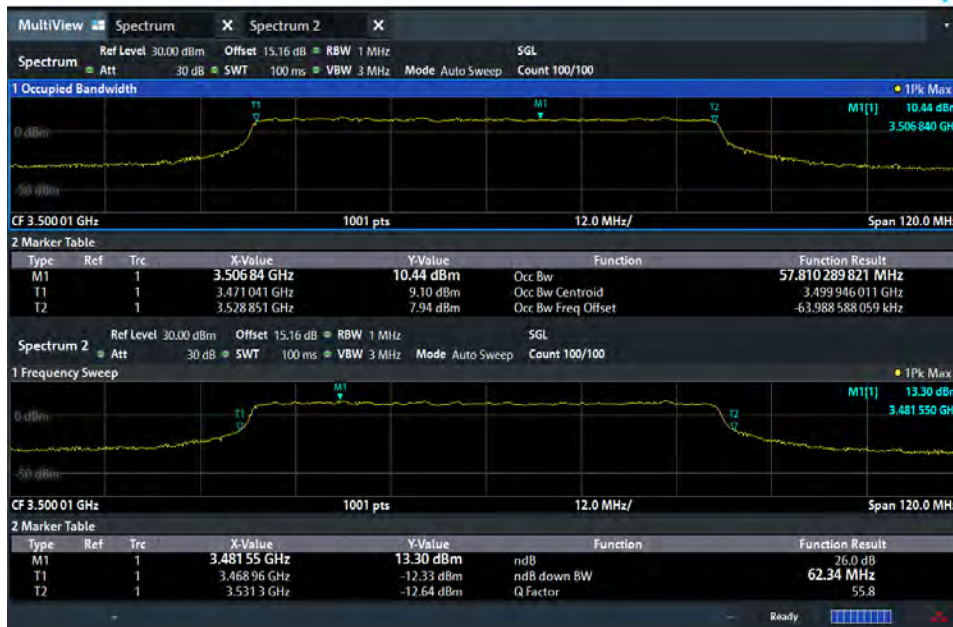 MultiView Spectrum X Spectrum 2 X
Spectrum Ref Level 30.00 dBm Offset 15.16 dB RBW 1 MHz SGL
Att 30 dB SWT 100 ms VBW 3 MHz Mode Auto Sweep Count 100/100
1 Occupied Bandwidth 1Pk Max
T1 M1 T2 M1[1] 10.44 dBm
0 dBm 3.506 840 GH
-50 dBm
CF 3.500 01 GHz 1001 pts 12.0 MHz/ Span 120.0 MH
2 Marker Table
Type Ref Trc X-Value Y-Value Function Function Result
M1 1 3.506 84 GHz 10.44 dBm Occ Bw 57.810 289 821 MHz
T1 1 3.471 041 GHz 9.10 dBm Occ Bw Centroid 3.499 946 011 GHz
T2 1 3.528 851 GHz 7.94 dBm Occ Bw Freq Offset -63.988 588 059 kHz
Spectrum 2 Ref Level 30.00 dBm Offset 15.16 dB RBW 1 MHz SGL
Att 30 dB SWT 100 ms VBW 3 MHz Mode Auto Sweep Count 100/100
1 Frequency Sweep 1Pk Max
M1 M1[1] 13.30 dBm
0 dBm T1 T2 3.481 550 GH
-50 dBm
CF 3.500 01 GHz 1001 pts 12.0 MHz/ Span 120.0 MH
2 Marker Table
Type Ref Trc X-Value Y-Value Function Function Result
M1 1 3.481 55 GHz 13.30 dBm ndB 26.0 dB
T1 1 3.468 96 GHz -12.33 dBm ndB down BW 62.34 MHz
T2 1 3.531 3 GHz -12.64 dBm Q Factor 55.8
Ready